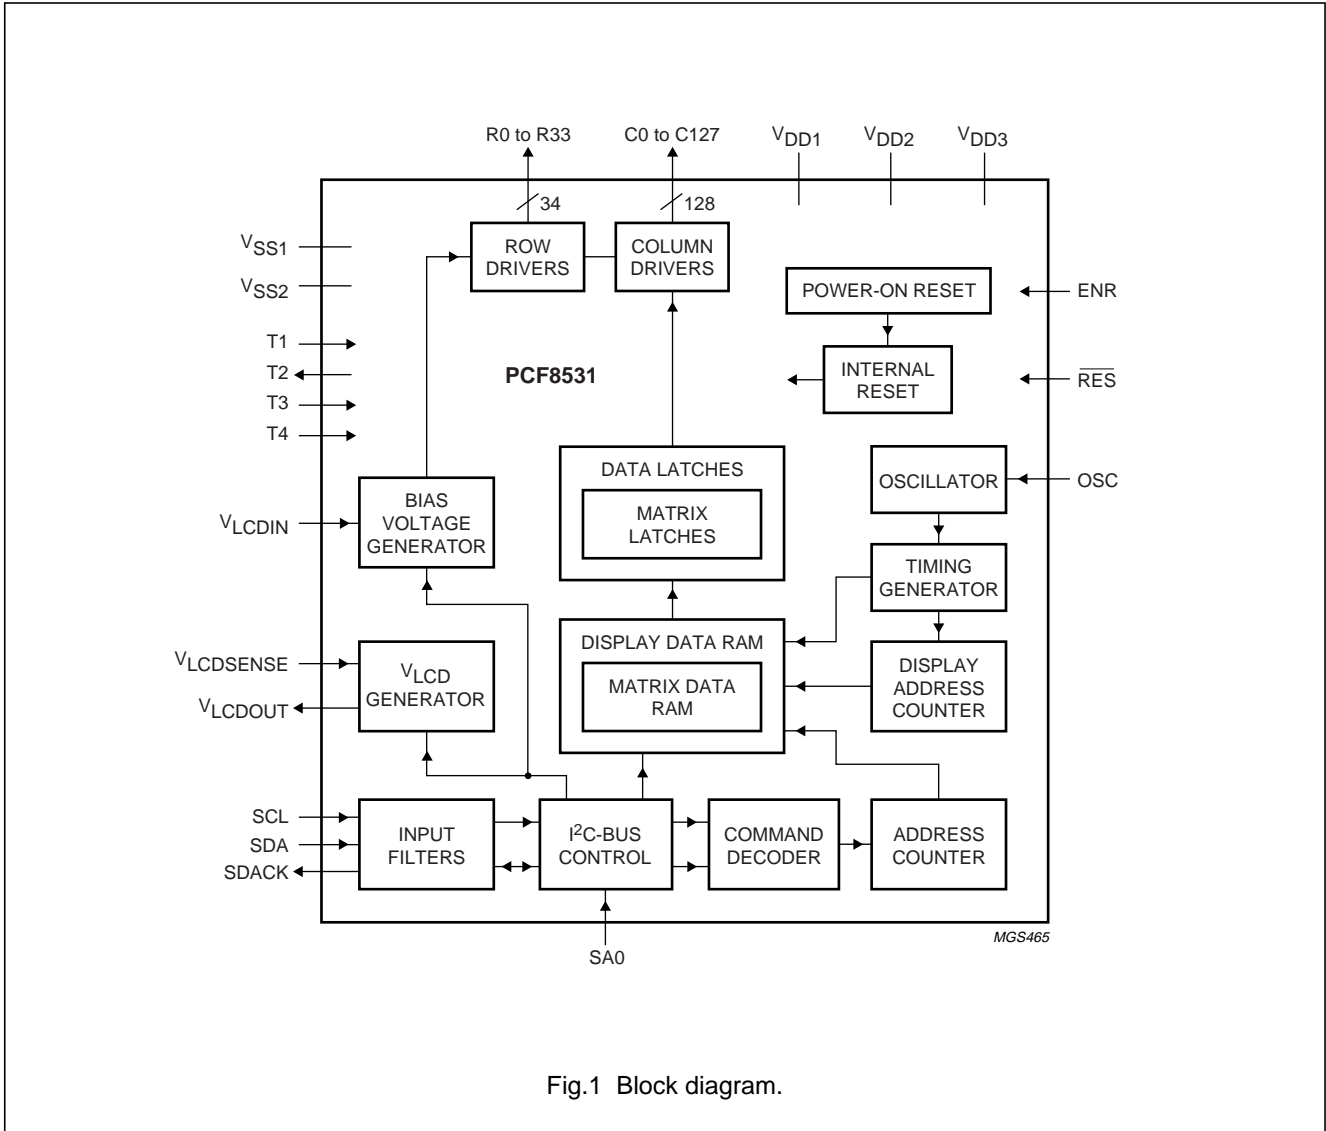 R0 to R33
C0 to C127
VDD1
VDD2
VDD3
34
128
VSS1
ROW
DRIVERS
COLUMN
DRIVERS
VSS2
POWER-ON RESET
ENR
T1
T2
T3
T4
PCF8531
INTERNAL
RESET
RES
DATA LATCHES
MATRIX
LATCHES
OSCILLATOR
OSC
VLCDIN
BIAS
VOLTAGE
GENERATOR
TIMING
GENERATOR
VLCDSENSE
VLCDOUT
VLCD
GENERATOR
DISPLAY DATA RAM
MATRIX DATA
RAM
DISPLAY
ADDRESS
COUNTER
SCL
SDA
SDACK
INPUT
FILTERS
I2C-BUS
CONTROL
COMMAND
DECODER
ADDRESS
COUNTER
MGS465
SA0
Fig.1 Block diagram.